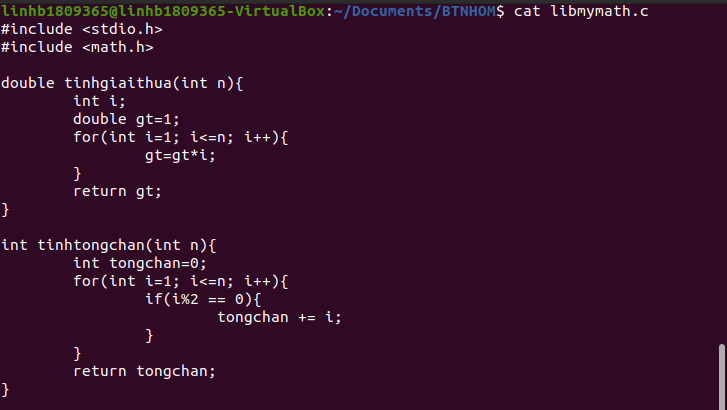 linhb1809365@linhb1809365-VirtualBox:~/Documents/BTNHOM$ cat libmymath.c
#include <stdio.h>
#include <math.h>

double tinhgiaithua(int n){
        int i;
        double gt=1;
        for(int i=1; i<=n; i++){
                gt=gt*i;
        }
        return gt;
}

int tinhtongchan(int n){
        int tongchan=0;
        for(int i=1; i<=n; i++){
                if(i%2 == 0){
                        tongchan += i;
                }
        }
        return tongchan;
}